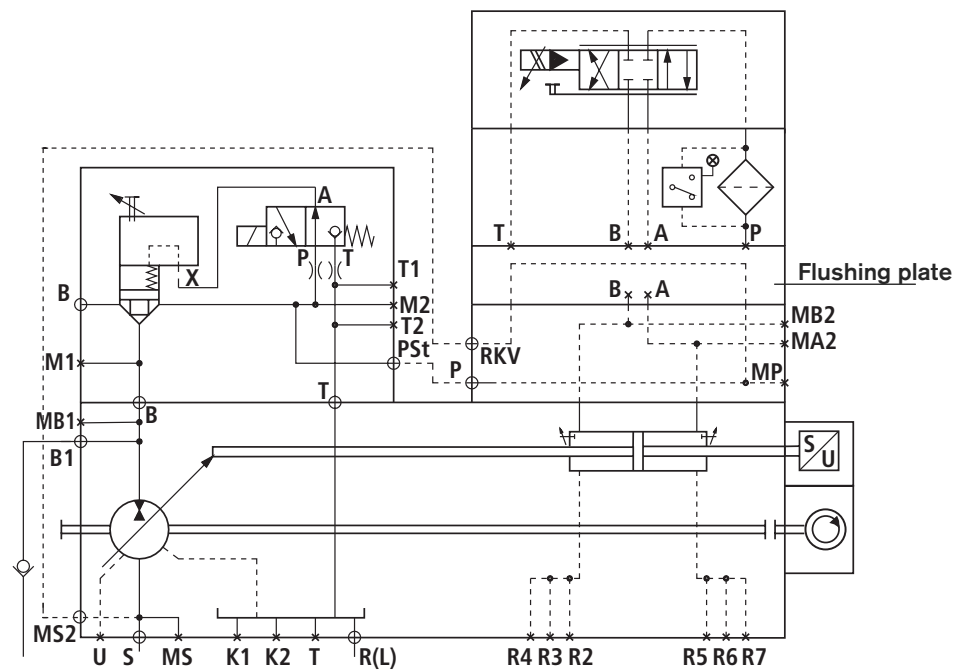 T B A P
A
P T
X
T1
Flushing plate
B
M2
B A
T2
MB2
M1
PSt
RKV
MA2
P
MP
T
MB1
B
B1
S
U
MS2
U S MS K1 K2 T R(L) R4 R3 R2 R5 R6 R7